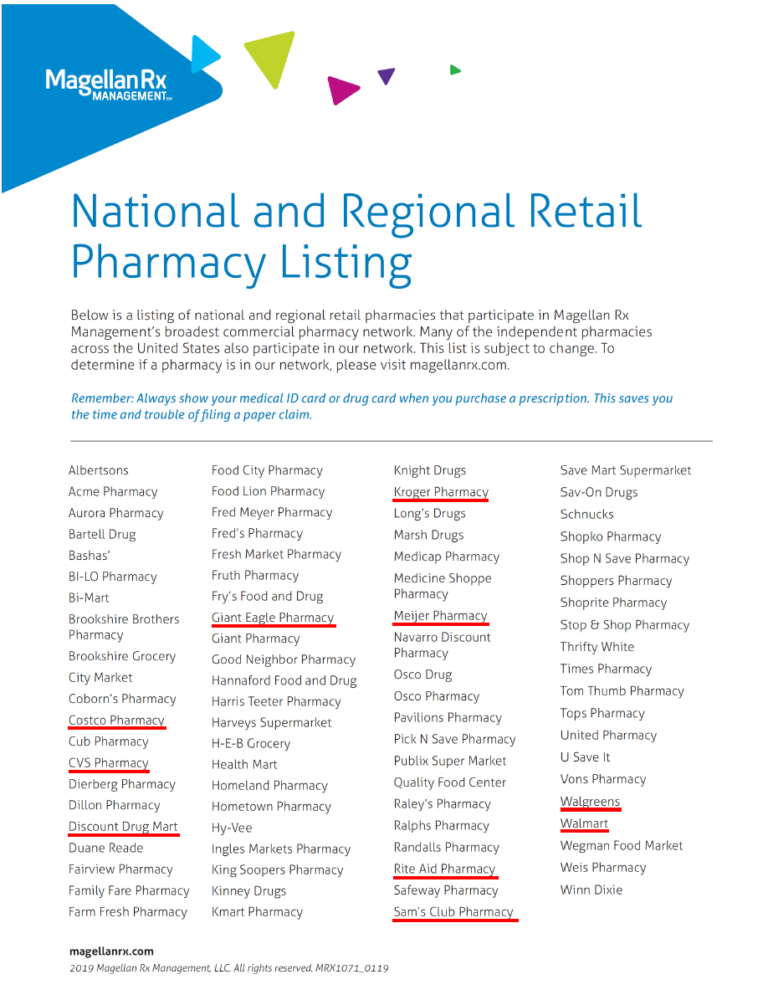 Magellan Rx
MANAGEMENT SM
National and Regional Retail
Pharmacy Listing
Below is a listing of national and regional retail pharmacies that participate in Magellan Rx
Management’s broadest commercial pharmacy network. Many of the independent pharmacies
across the United States also participate in our network. This list is subject to change. To
determine if a pharmacy is in our network, please visit magellanrx.com.
Remember: Always show your medical ID card or drug card when you purchase a prescription. This saves you
the time and trouble of filing a paper claim.
Albertsons
Acme Pharmacy
Aurora Pharmacy
Bartell Drug
Bashas’
BI-LO Pharmacy
Bi-Mart
Brookshire Brothers
Pharmacy
Brookshire Grocery
City Market
Coborn’s Pharmacy
Costco Pharmacy
Cub Pharmacy
CVS Pharmacy
Dierberg Pharmacy
Dillon Pharmacy
Discount Drug Mart
Duane Reade
Fairview Pharmacy
Family Fare Pharmacy
Farm Fresh Pharmacy
Food City Pharmacy
Food Lion Pharmacy
Fred Meyer Pharmacy
Fred’s Pharmacy
Fresh Market Pharmacy
Fruth Pharmacy
Fry’s Food and Drug
Giant Eagle Pharmacy
Giant Pharmacy
Good Neighbor Pharmacy
Hannaford Food and Drug
Harris Teeter Pharmacy
Harveys Supermarket
H-E-B Grocery
Health Mart
Homeland Pharmacy
Hometown Pharmacy
Hy-Vee
Ingles Markets Pharmacy
King Soopers Pharmacy
Kinney Drugs
Kmart Pharmacy
Knight Drugs
Kroger Pharmacy
Long’s Drugs
Marsh Drugs
Medicap Pharmacy
Medicine Shoppe
Pharmacy
Meijer Pharmacy
Navarro Discount
Pharmacy
Osco Drug
Osco Pharmacy
Pavilions Pharmacy
Pick N Save Pharmacy
Publix Super Market
Quality Food Center
Raley’s Pharmacy
Ralphs Pharmacy
Randalls Pharmacy
Rite Aid Pharmacy
Safeway Pharmacy
Sam’s Club Pharmacy
Save Mart Supermarket
Sav-On Drugs
Schnucks
Shopko Pharmacy
Shop N Save Pharmacy
Shoppers Pharmacy
Shoprite Pharmacy
Stop & Shop Pharmacy
Thrifty White
Times Pharmacy
Tom Thumb Pharmacy
Tops Pharmacy
United Pharmacy
U Save It
Vons Pharmacy
Walgreens
Walmart
Wegman Food Market
Weis Pharmacy
Winn Dixie
magellanrx.com
2019 Magellan Rx Management, LLC. All rights reserved. MRX1071_0119